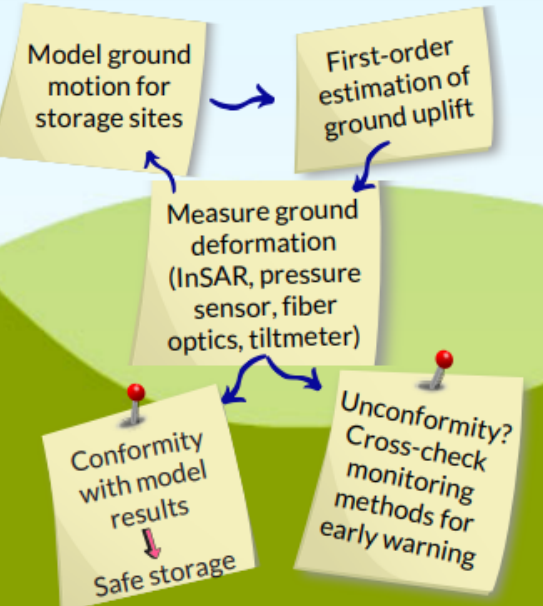 Model ground
motion for
storage sites
First-order
estimation of
ground uplift
Measure ground
deformation
(InSAR, pressure
sensor, fiber
optics, tiltmeter)
Conformity
with model
results
Safe storage
Unconformity?
Cross-check
monitoring
methods for
early warning